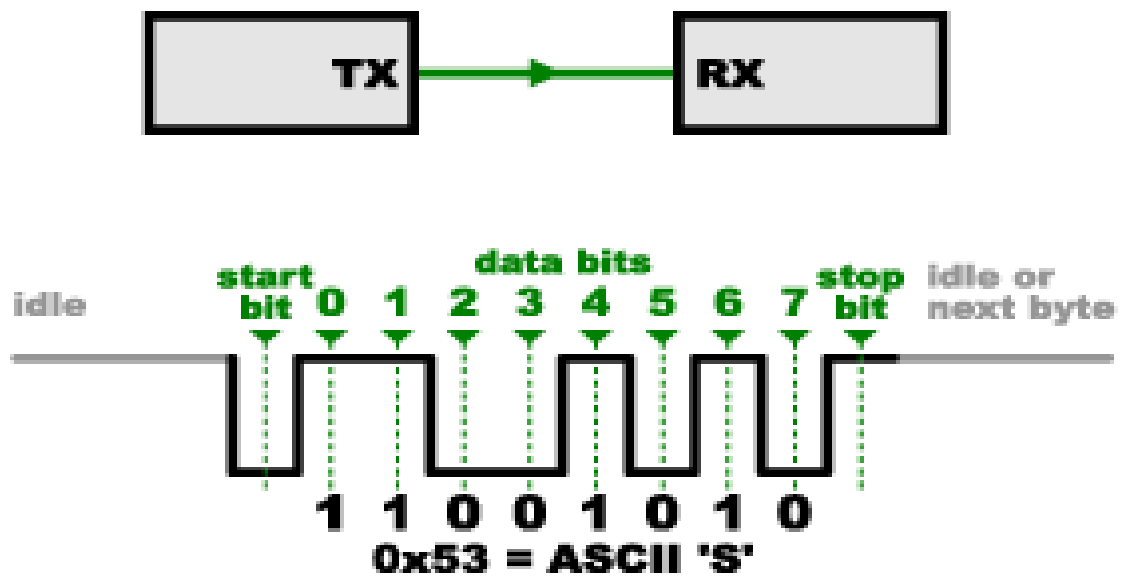 TX RX
data bits
start stop idle or
idle bit 0 1 2 3 4 5 6 7 bit next byte
1 1 0 0 1 0 1 0
0x53 = ASCII 'S'